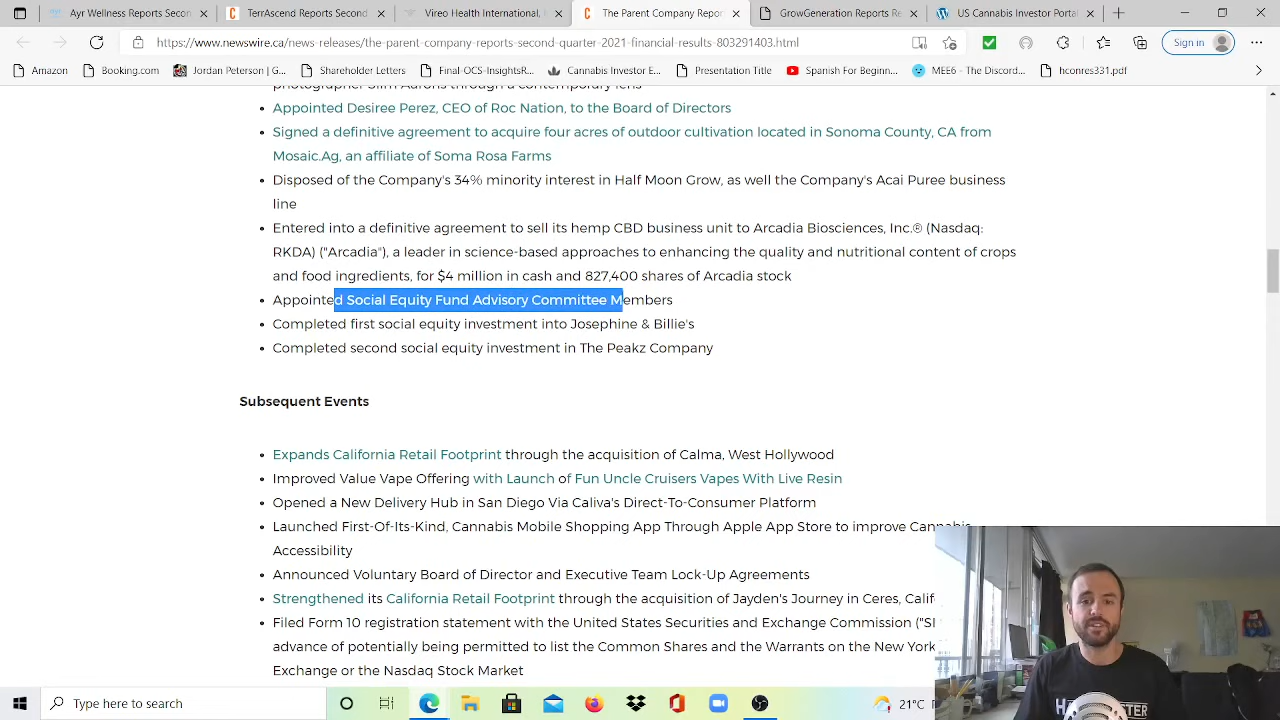 Ayr Wellness Reports Secon
TerrAscend Reports Second
Vireo Health International, I
The Parent Company Repor
GrowGeneration Reports Re
US Cannabis Investor Portal
https://www.newswire.ca/news-releases/the-parent-company-reports-second-quarter-2021-financial-results-803291403.html
Sign in
Amazon
Booking.com
Jordan Peterson | G...
Shareholder Letters
Final-OCS-InsightsR...
Cannabis Investor E...
Presentation Title
Spanish For Beginn...
MEE6 - The Discord...
hconres331.pdf
photographer Slim Aarons through a contemporary lens
Appointed Desiree Perez, CEO of Roc Nation, to the Board of Directors
Signed a definitive agreement to acquire four acres of outdoor cultivation located in Sonoma County, CA from
Mosaic.Ag, an affiliate of Soma Rosa Farms
Disposed of the Company's 34% minority interest in Half Moon Grow, as well the Company's Acai Puree business
line
Entered into a definitive agreement to sell its hemp CBD business unit to Arcadia Biosciences, Inc.® (Nasdaq:
RKDA) ("Arcadia"), a leader in science-based approaches to enhancing the quality and nutritional content of crops
and food ingredients, for $4 million in cash and 827,400 shares of Arcadia stock
Appointed Social Equity Fund Advisory Committee Members
Completed first social equity investment into Josephine & Billie's
Completed second social equity investment in The Peakz Company
Subsequent Events
Expands California Retail Footprint through the acquisition of Calma, West Hollywood
Improved Value Vape Offering with Launch of Fun Uncle Cruisers Vapes With Live Resin
Opened a New Delivery Hub in San Diego Via Caliva's Direct-To-Consumer Platform
Launched First-Of-Its-Kind, Cannabis Mobile Shopping App Through Apple App Store to improve Cannabis
Accessibility
Announced Voluntary Board of Director and Executive Team Lock-Up Agreements
Strengthened its California Retail Footprint through the acquisition of Jayden's Journey in Ceres, Calif
Filed Form 10 registration statement with the United States Securities and Exchange Commission ("S
advance of potentially being permitted to list the Common Shares and the Warrants on the New York
Exchange or the Nasdaq Stock Market
Type here to search
21°C